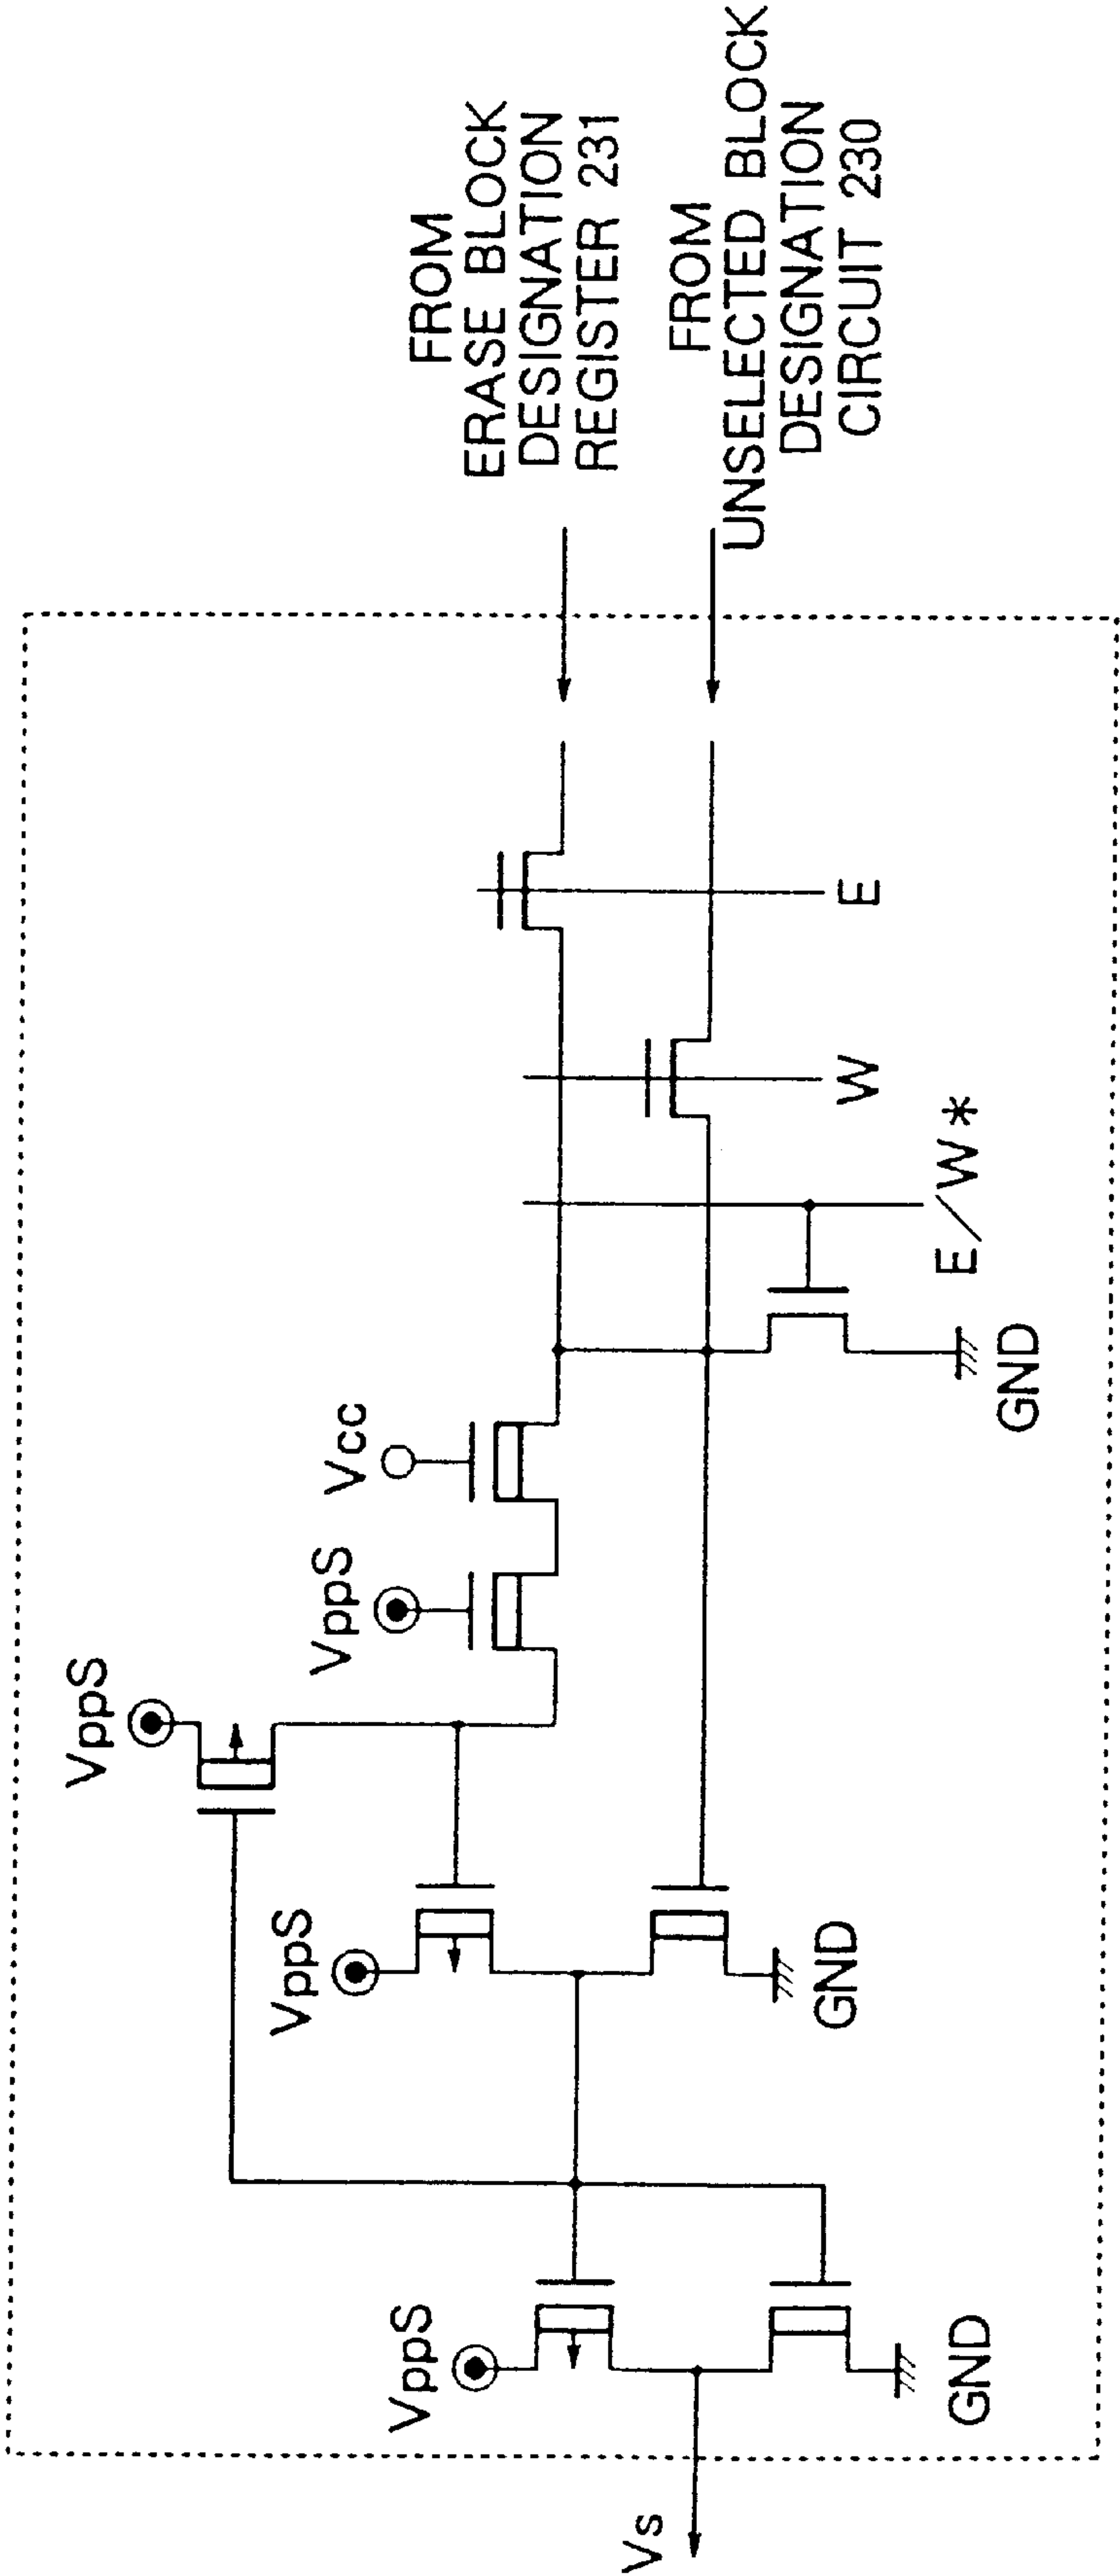 FROM
ERASE BLOCK
DESIGNATION
REGISTER 231
FROM
UNSELECTED BLOCK
DESIGNATION
CIRCUIT 230
VppS
VppS
Vcc
VppS
VppS
E
W
E/W*
GND
GND
GND
Vs